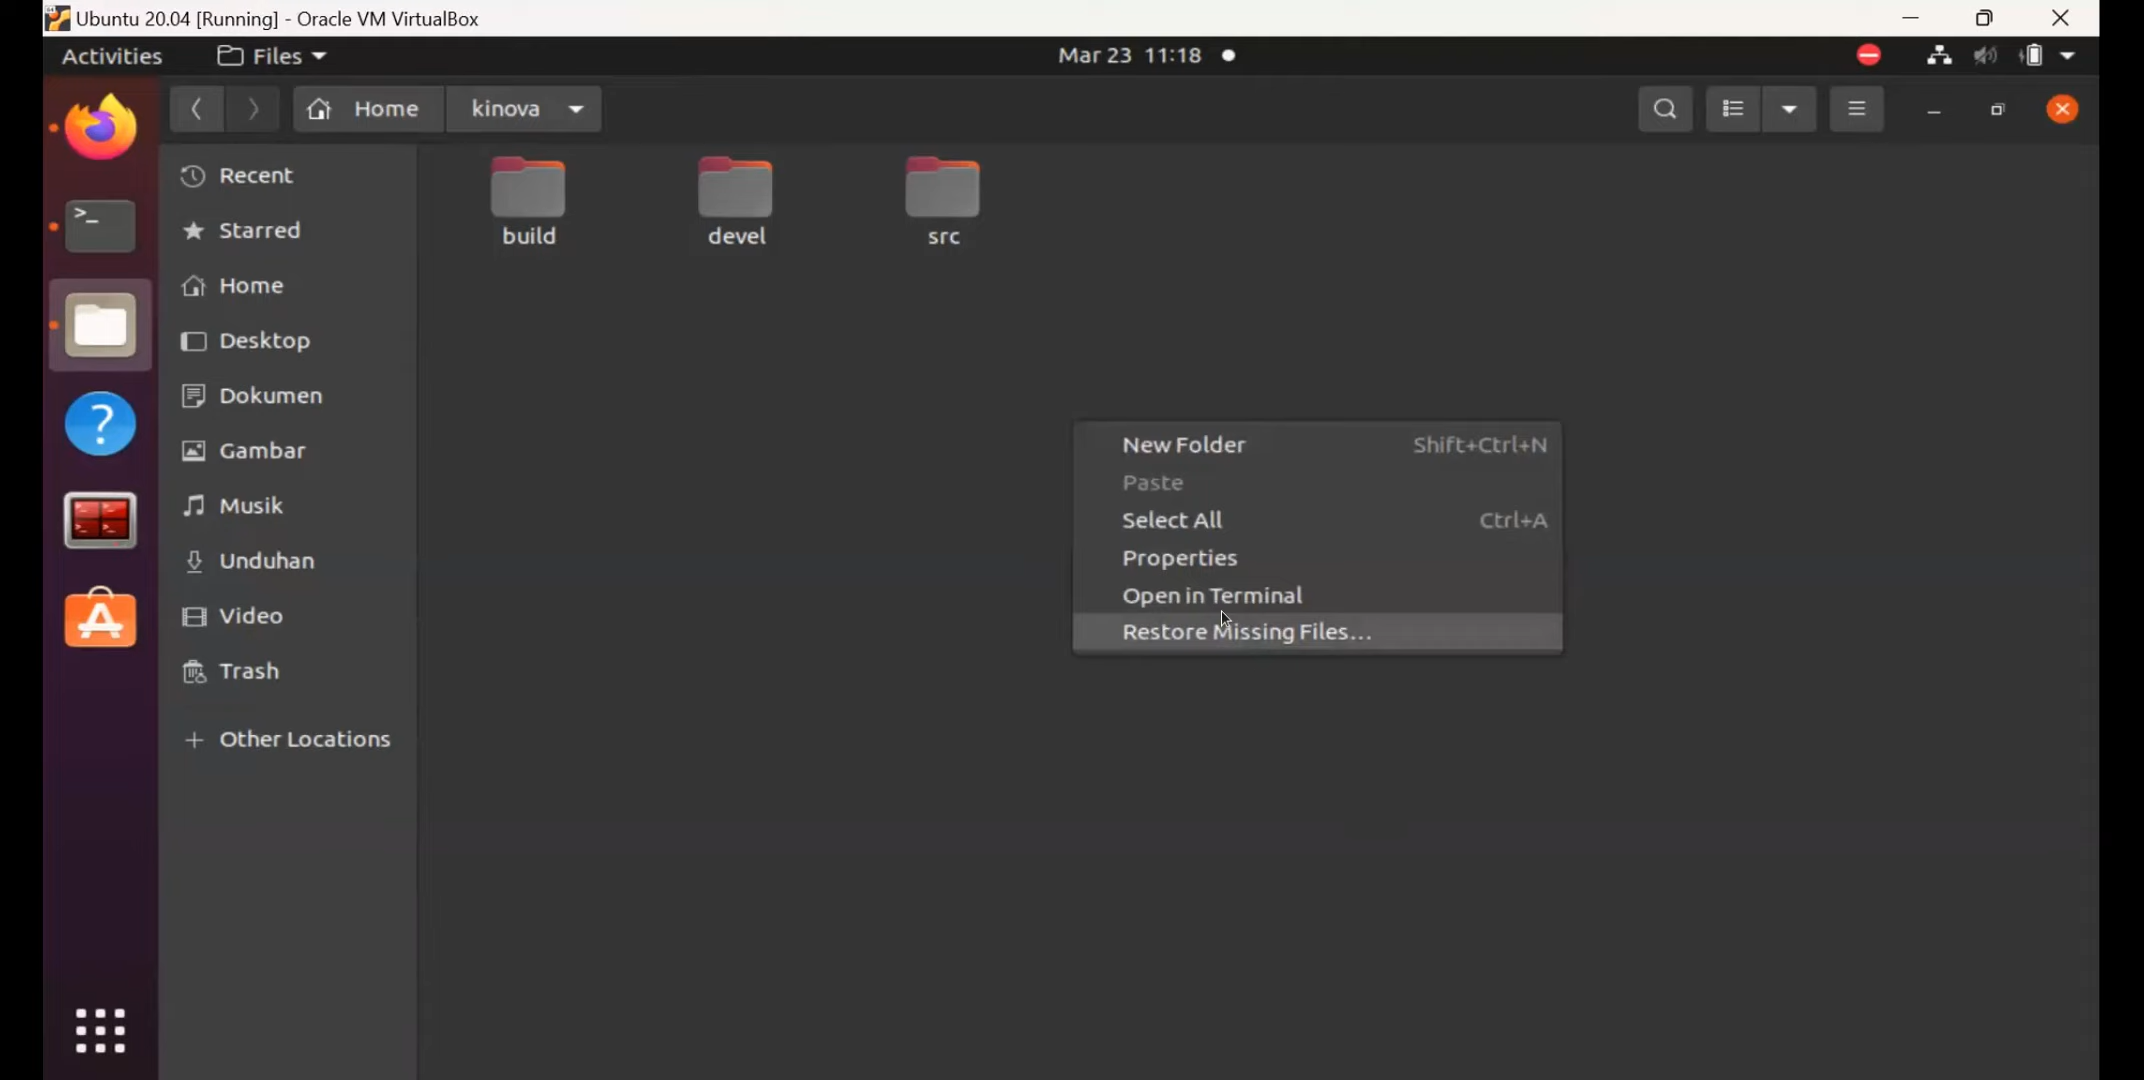 Ubuntu 20.04 [Running] - Oracle VM VirtualBox
Activities Files Mar 23 11:18
Home kinova
Recent
Starred
Home
Desktop
Dokumen
Gambar
Musik
Unduhan
Video
Trash
+ Other Locations
build devel src
New Folder Shift+Ctrl+N
Paste
Select All Ctrl+A
Properties
Open in Terminal
Restore Missing Files...